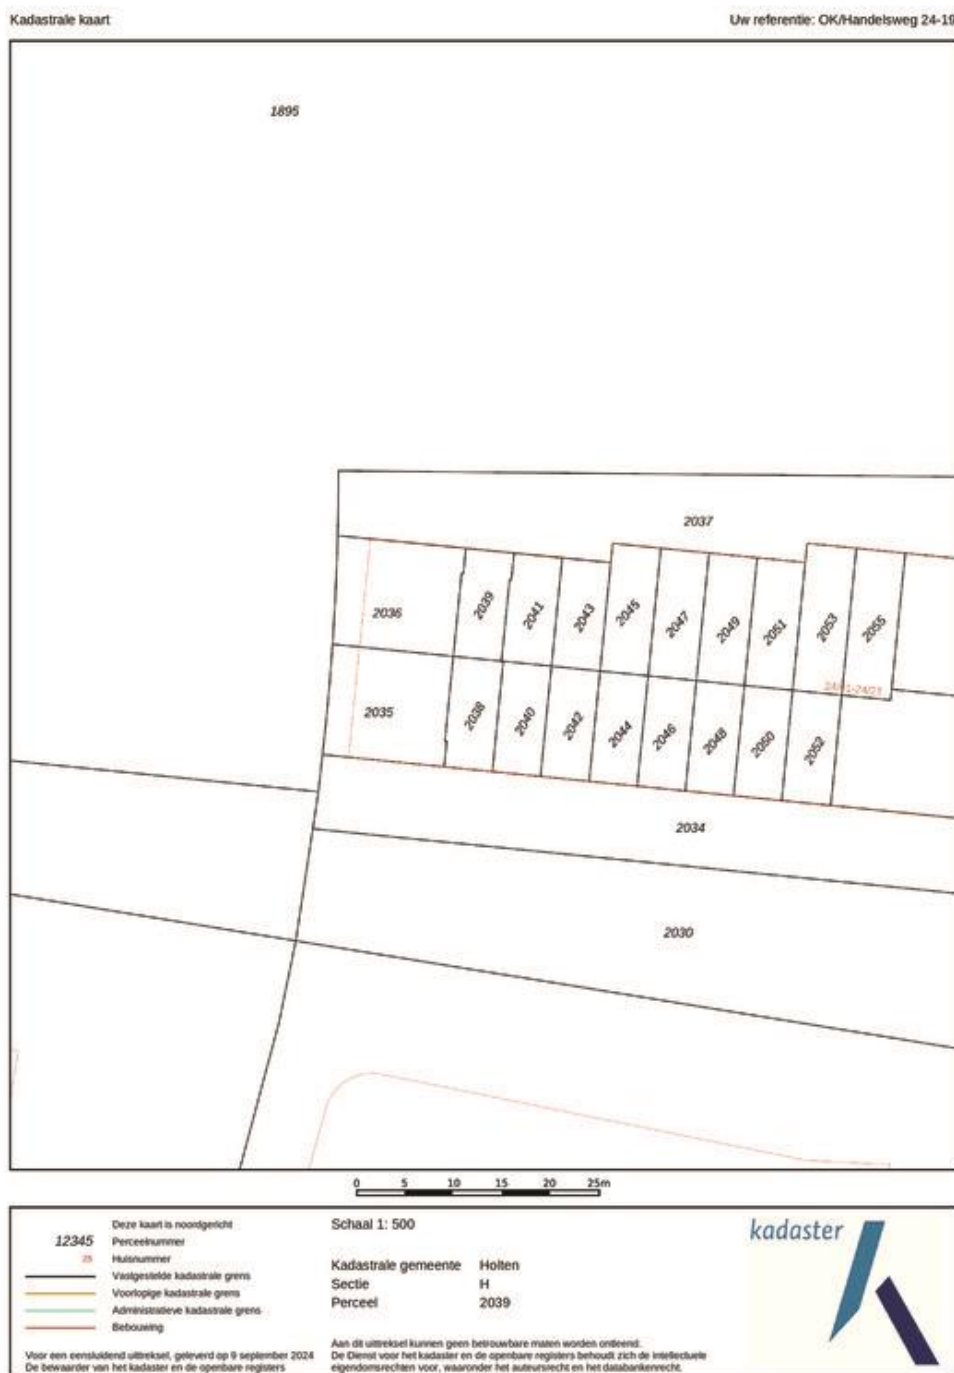 Kadastrale kaart
Uw referentie: OK/Handelsweg 24-19
1895
2037
2036
2039
2041
2043
2045
2047
2049
2051
2053
2055
2035
2038
2040
2042
2044
2046
2048
2050
2052
2034
2030
0 5 10 15 20 25m
Deze kaart is noordgericht
12345 Perceelnummer
25 Huisnummer
Vastgestelde kadastrale grens
Voorlopige kadastrale grens
Administratieve kadastrale grens
Bebouwing
Voor een eensluidend uittreksel, geleverd op 9 september 2024
De bewaarder van het kadaster en de openbare registers
Schaal 1: 500
Kadastrale gemeente Holten
Sectie H
Perceel 2039
Aan dit uittreksel kunnen geen betrouwbare maten worden ontleend.
De Dienst voor het kadaster en de openbare registers behoudt zich de intellectuele
eigendomsrechten voor, waaronder het auteursrecht en het databankenrecht.
kadaster